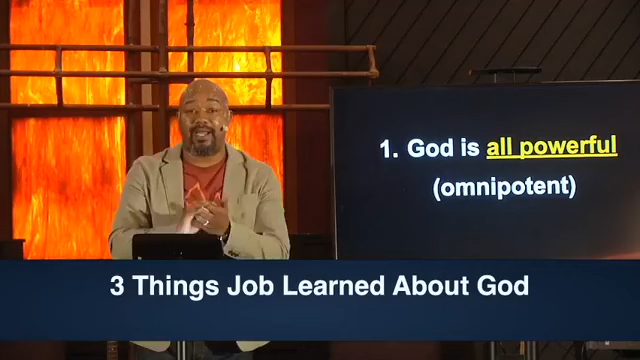 1. God is all powerful
(omnipotent)
3 Things Job Learned About God